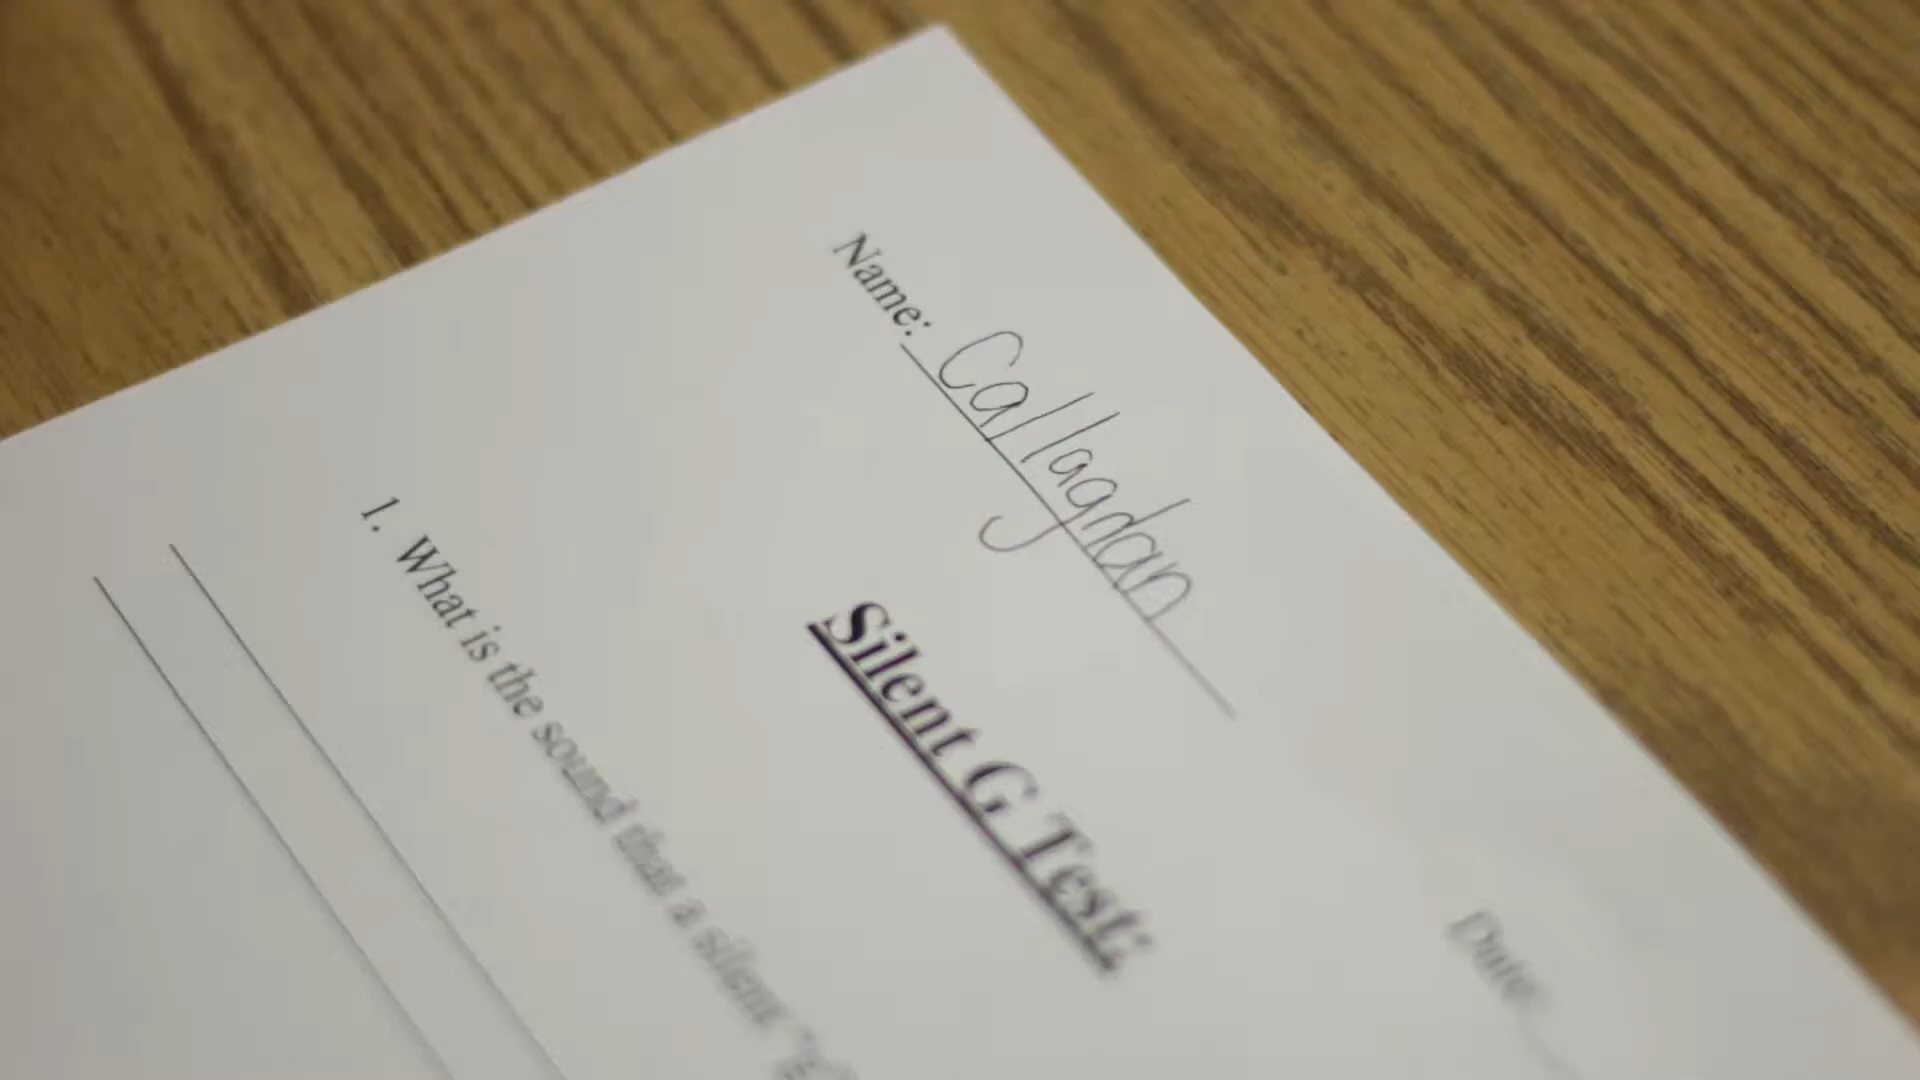 Name: Callagdan
Date:
Silent G Test:
1. What is the sound that a silent "g"